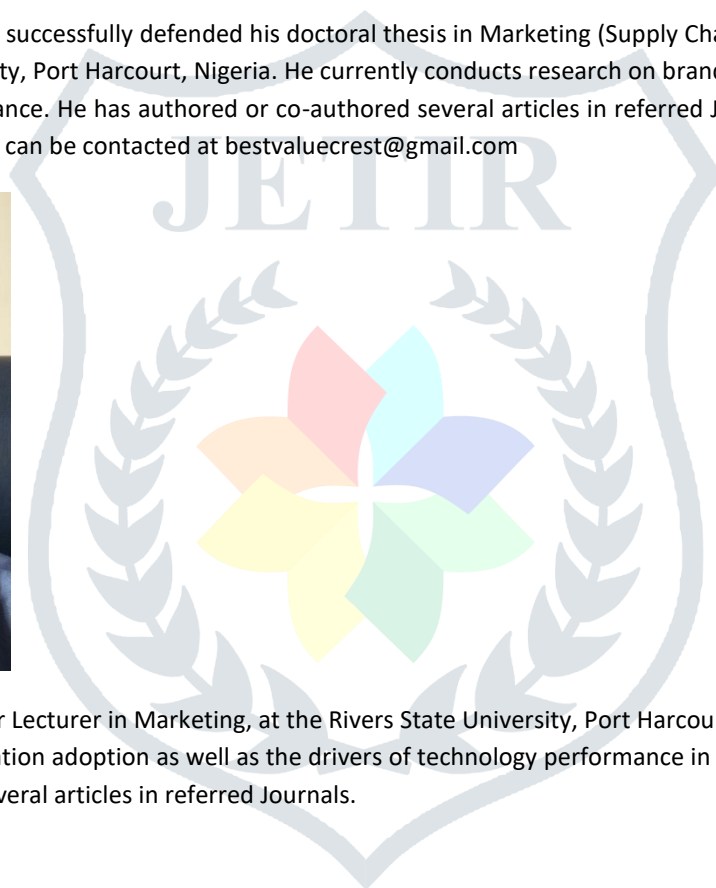 successfully defended his doctoral thesis in Marketing (Supply Cha
ty, Port Harcourt, Nigeria. He currently conducts research on brand
ance. He has authored or co-authored several articles in referred J
can be contacted at bestvaluecrest@gmail.com
JETIR
r Lecturer in Marketing, at the Rivers State University, Port Harcou
ation adoption as well as the drivers of technology performance in
everal articles in referred Journals.